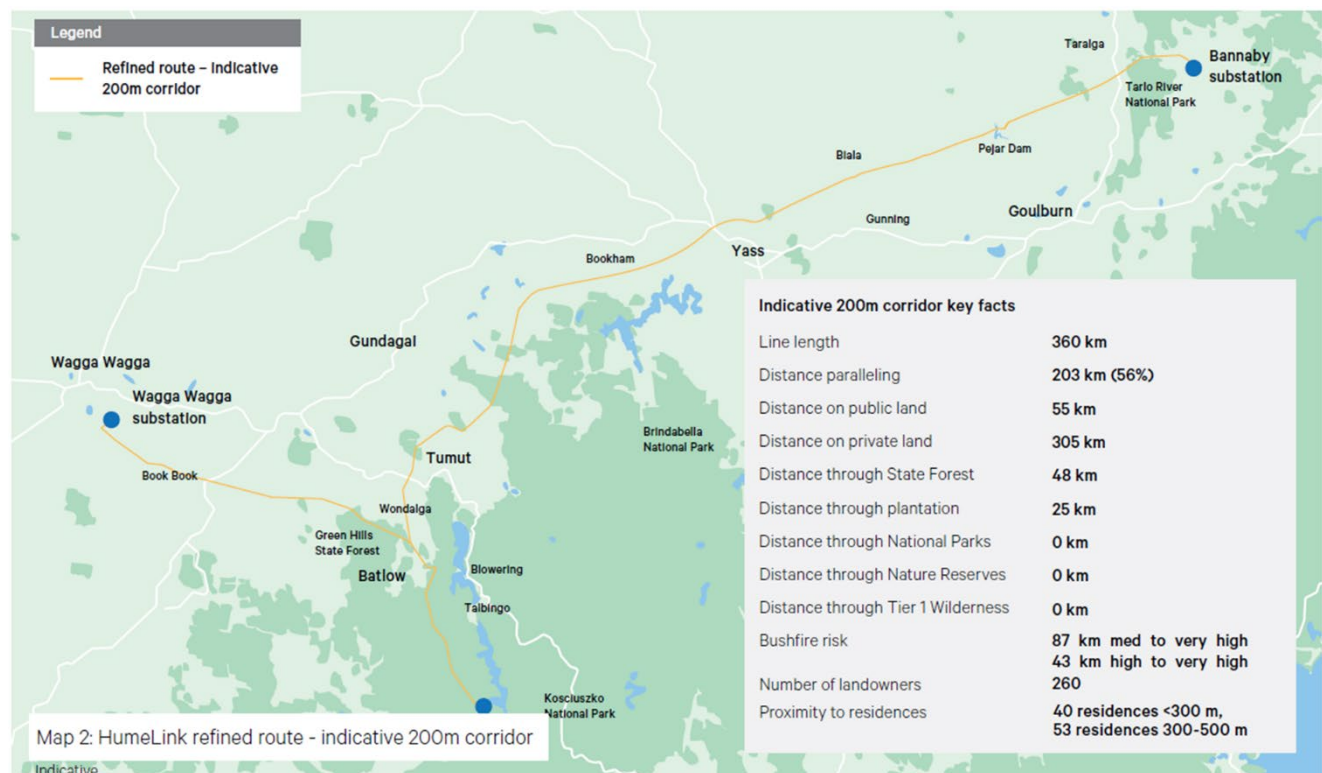 Legend
Refined route – indicative
200m corridor
Taralga
Bannaby
substation
Tarlo River
National Park
Pejar Dam
Biala
Gunning
Goulburn
Yass
Bookham
Gundagai
Wagga Wagga
Wagga Wagga
substation
Book Book
Tumut
Brindabella
National Park
Wondalga
Green Hills
State Forest
Batlow
Blowering
Talbingo
Kosciuszko
National Park
Indicative 200m corridor key facts
Line length 360 km
Distance paralleling 203 km (56%)
Distance on public land 55 km
Distance on private land 305 km
Distance through State Forest 48 km
Distance through plantation 25 km
Distance through National Parks 0 km
Distance through Nature Reserves 0 km
Distance through Tier 1 Wilderness 0 km
Bushfire risk 87 km med to very high
43 km high to very high
Number of landowners 260
Proximity to residences 40 residences <300 m,
53 residences 300-500 m
Map 2: HumeLink refined route - indicative 200m corridor
Indicative